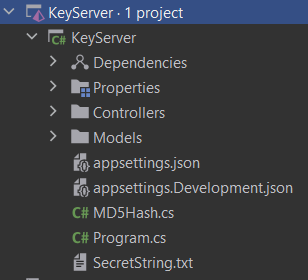 KeyServer · 1 project
C# KeyServer
Dependencies
Properties
Controllers
Models
appsettings.json
appsettings.Development.json
C# MD5Hash.cs
C# Program.cs
SecretString.txt